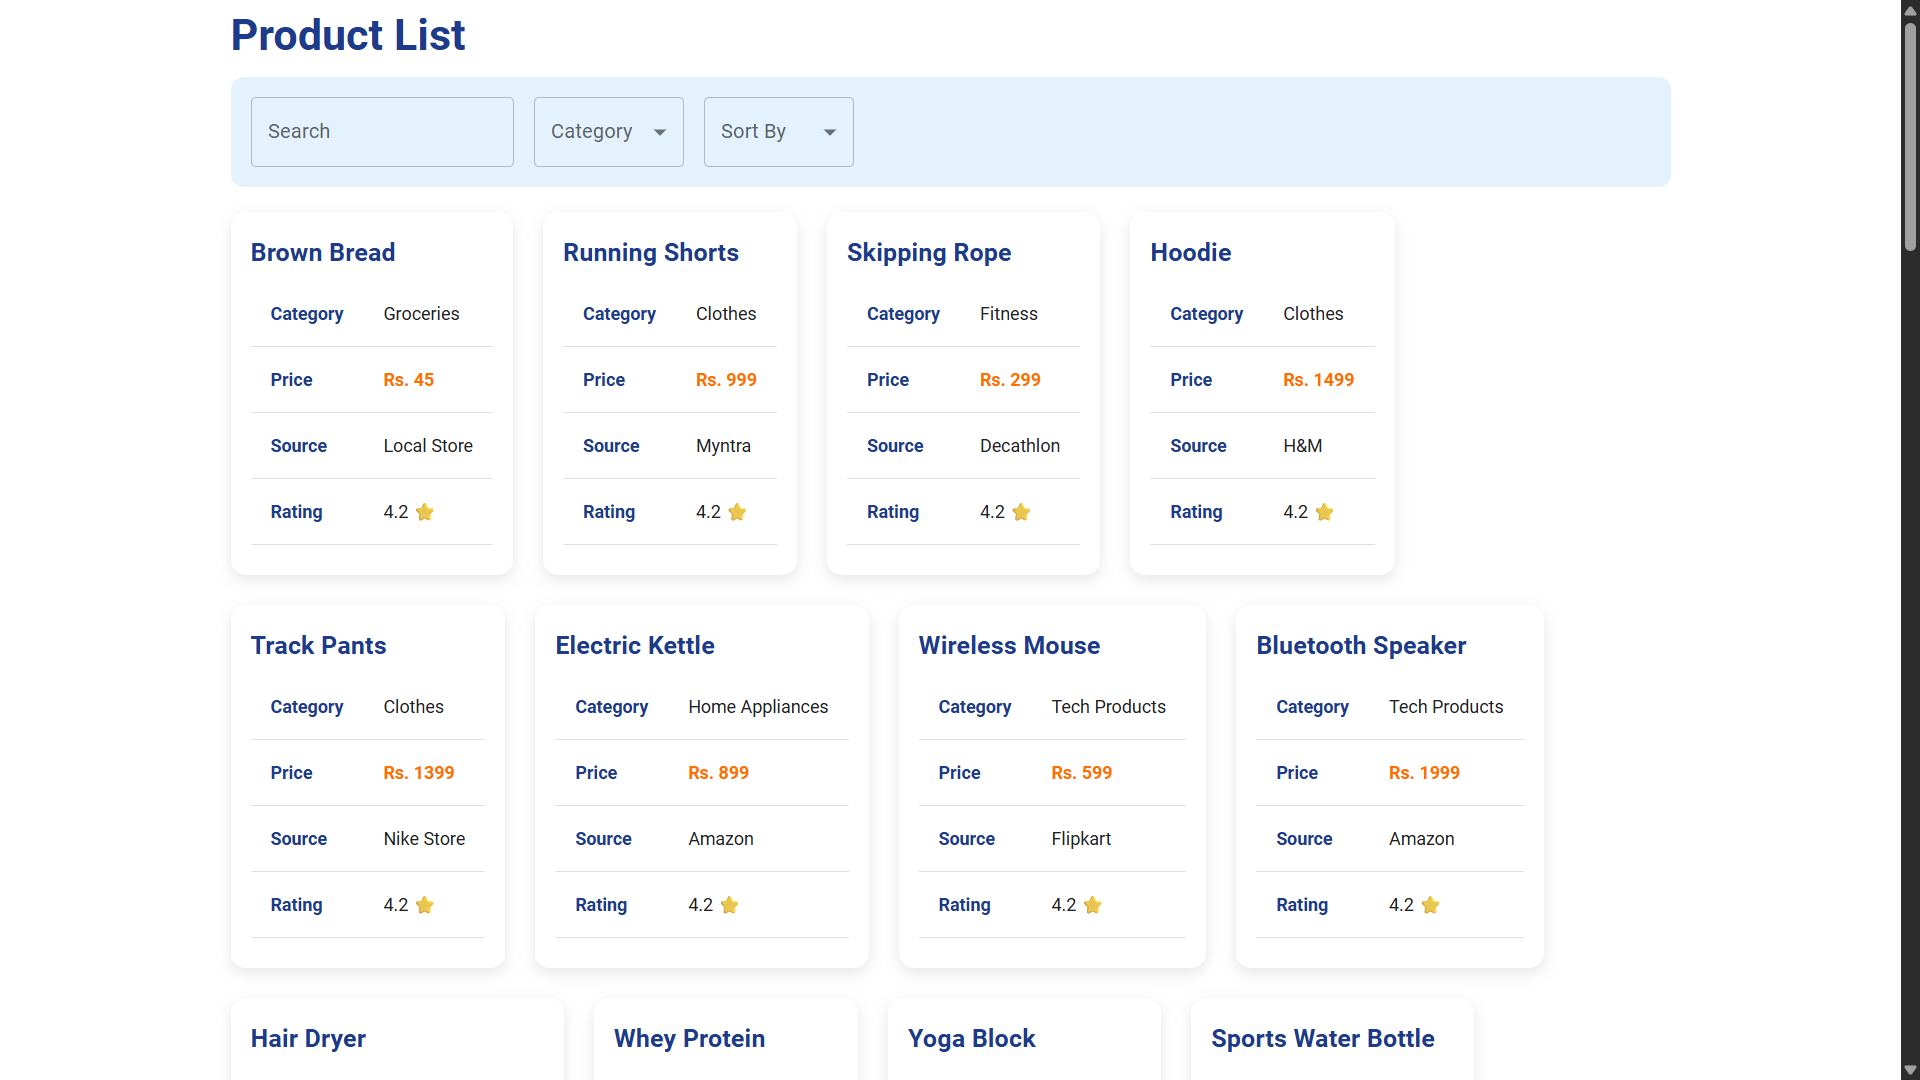 Product List
Search
Category
Sort By
Brown Bread
Category Groceries
Price Rs. 45
Source Local Store
Rating 4.2
Running Shorts
Category Clothes
Price Rs. 999
Source Myntra
Rating 4.2
Skipping Rope
Category Fitness
Price Rs. 299
Source Decathlon
Rating 4.2
Hoodie
Category Clothes
Price Rs. 1499
Source H&M
Rating 4.2
Track Pants
Category Clothes
Price Rs. 1399
Source Nike Store
Rating 4.2
Electric Kettle
Category Home Appliances
Price Rs. 899
Source Amazon
Rating 4.2
Wireless Mouse
Category Tech Products
Price Rs. 599
Source Flipkart
Rating 4.2
Bluetooth Speaker
Category Tech Products
Price Rs. 1999
Source Amazon
Rating 4.2
Hair Dryer
Whey Protein
Yoga Block
Sports Water Bottle